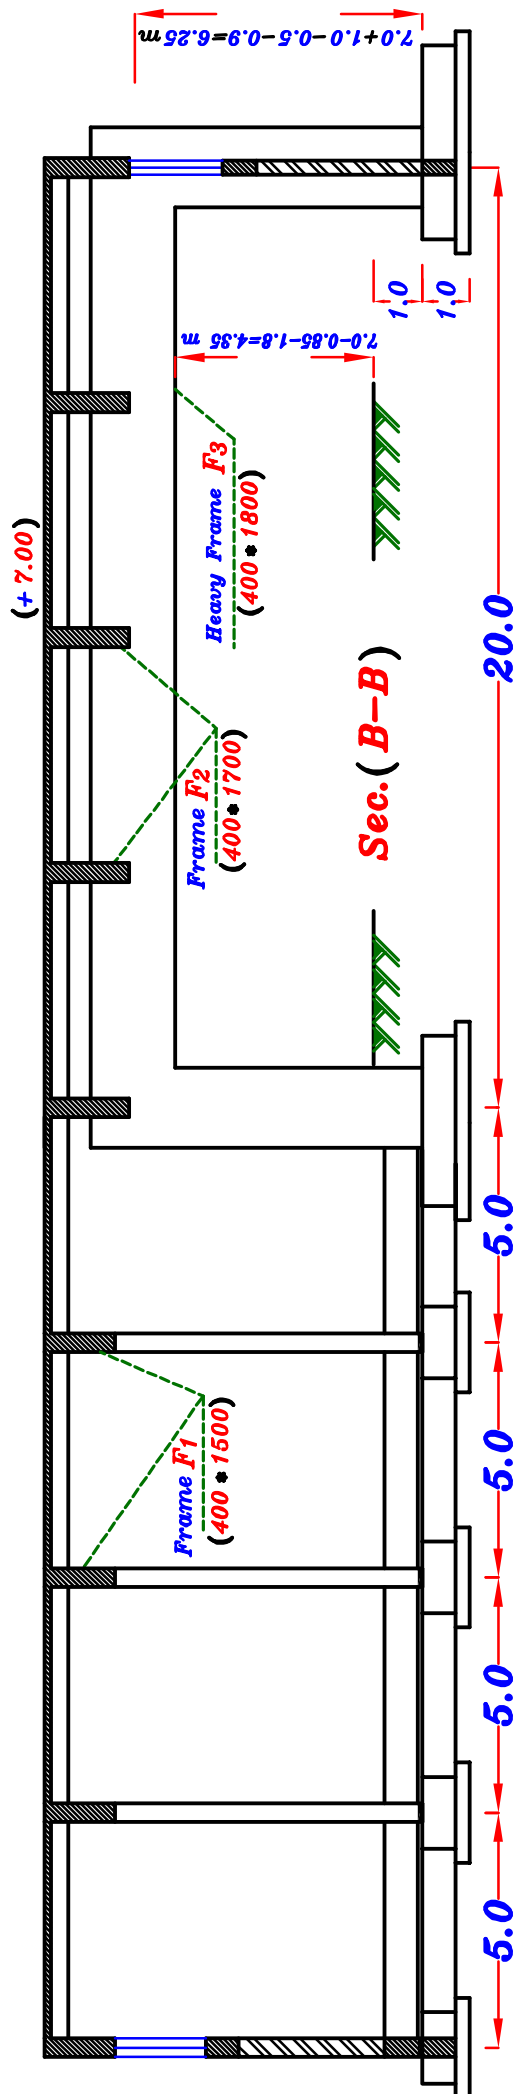 7.0+1.0-0.5-0.9=6.25 m
1.0
1.0
7.0-0.85-1.8=4.35 m
Heavy Frame F3
(400*1800)
(+7.00)
20.0
Sec.(B-B)
Frame F2
(400*1700)
5.0
Frame F1
(400*1500)
5.0
5.0
5.0